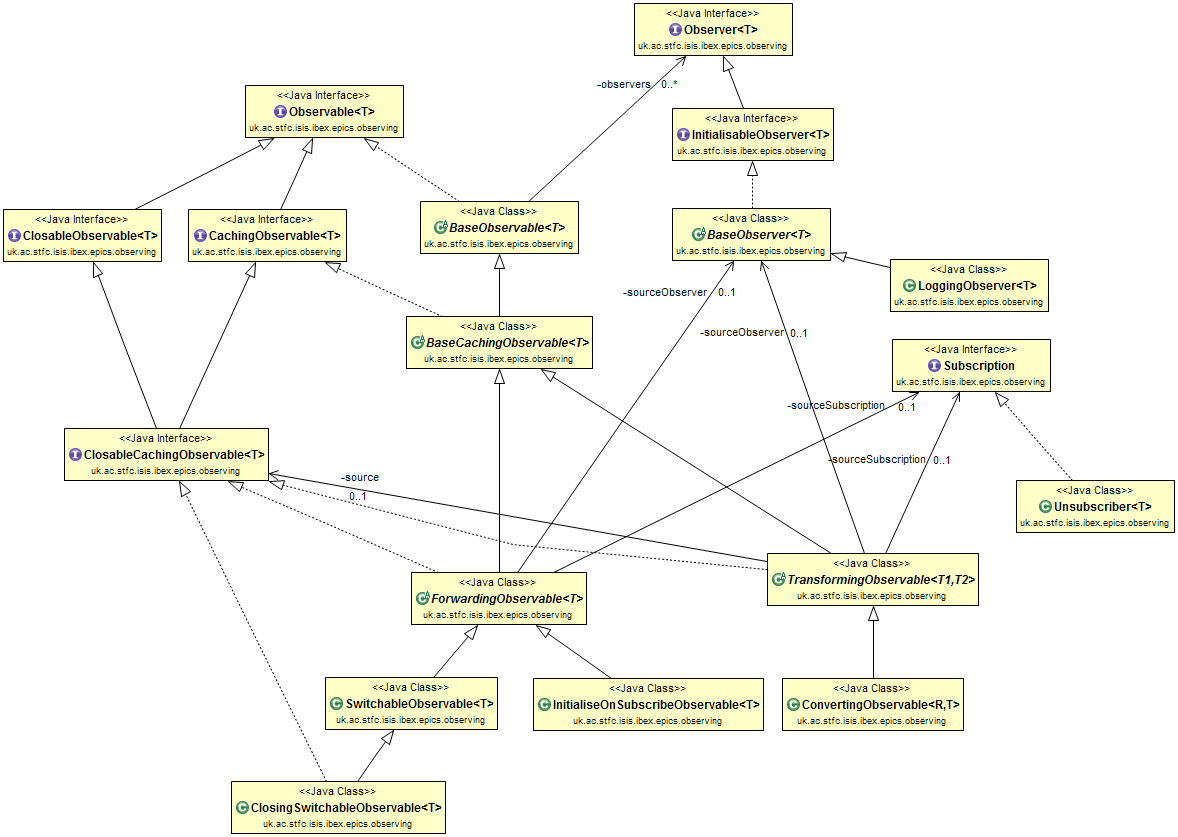 <<Java Interface>>
Observer<T>
uk.ac.stfc.isis.ibex.epics.observing
-observers 0..*
<<Java Interface>>
Observable<T>
uk.ac.stfc.isis.ibex.epics.observing
<<Java Interface>>
InitialisableObserver<T>
uk.ac.stfc.isis.ibex.epics.observing
<<Java Interface>>
ClosableObservable<T>
uk.ac.stfc.isis.ibex.epics.observing
<<Java Interface>>
CachingObservable<T>
uk.ac.stfc.isis.ibex.epics.observing
<<Java Class>>
BaseObservable<T>
uk.ac.stfc.isis.ibex.epics.observing
<<Java Class>>
BaseObserver<T>
uk.ac.stfc.isis.ibex.epics.observing
<<Java Class>>
LoggingObserver<T>
uk.ac.stfc.isis.ibex.epics.observing
-sourceObserver 0..1
-sourceObserver 0..1
<<Java Class>>
BaseCachingObservable<T>
uk.ac.stfc.isis.ibex.epics.observing
<<Java Interface>>
Subscription
uk.ac.stfc.isis.ibex.epics.observing
-sourceSubscription 0..1
-sourceSubscription 0..1
<<Java Interface>>
ClosableCachingObservable<T>
uk.ac.stfc.isis.ibex.epics.observing
-source
0..1
<<Java Class>>
Unsubscriber<T>
uk.ac.stfc.isis.ibex.epics.observing
<<Java Class>>
ForwardingObservable<T>
uk.ac.stfc.isis.ibex.epics.observing
<<Java Class>>
TransformingObservable<T1,T2>
uk.ac.stfc.isis.ibex.epics.observing
<<Java Class>>
SwitchableObservable<T>
uk.ac.stfc.isis.ibex.epics.observing
<<Java Class>>
InitialiseOnSubscribeObservable<T>
uk.ac.stfc.isis.ibex.epics.observing
<<Java Class>>
ConvertingObservable<R,T>
uk.ac.stfc.isis.ibex.epics.observing
<<Java Class>>
ClosingSwitchableObservable<T>
uk.ac.stfc.isis.ibex.epics.observing